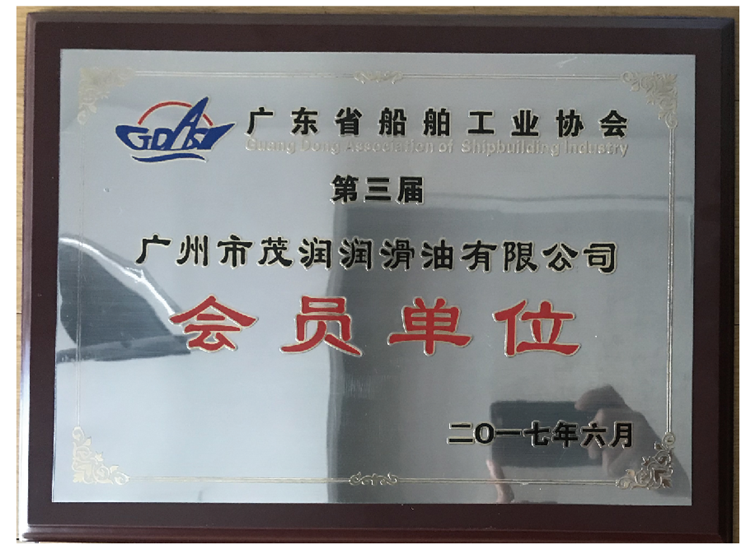 GDASI
广东省船舶工业协会
Guang Dong Association of Shipbuilding Industry
第三届
广州市茂润润滑油有限公司
会员单位
二O一七年六月